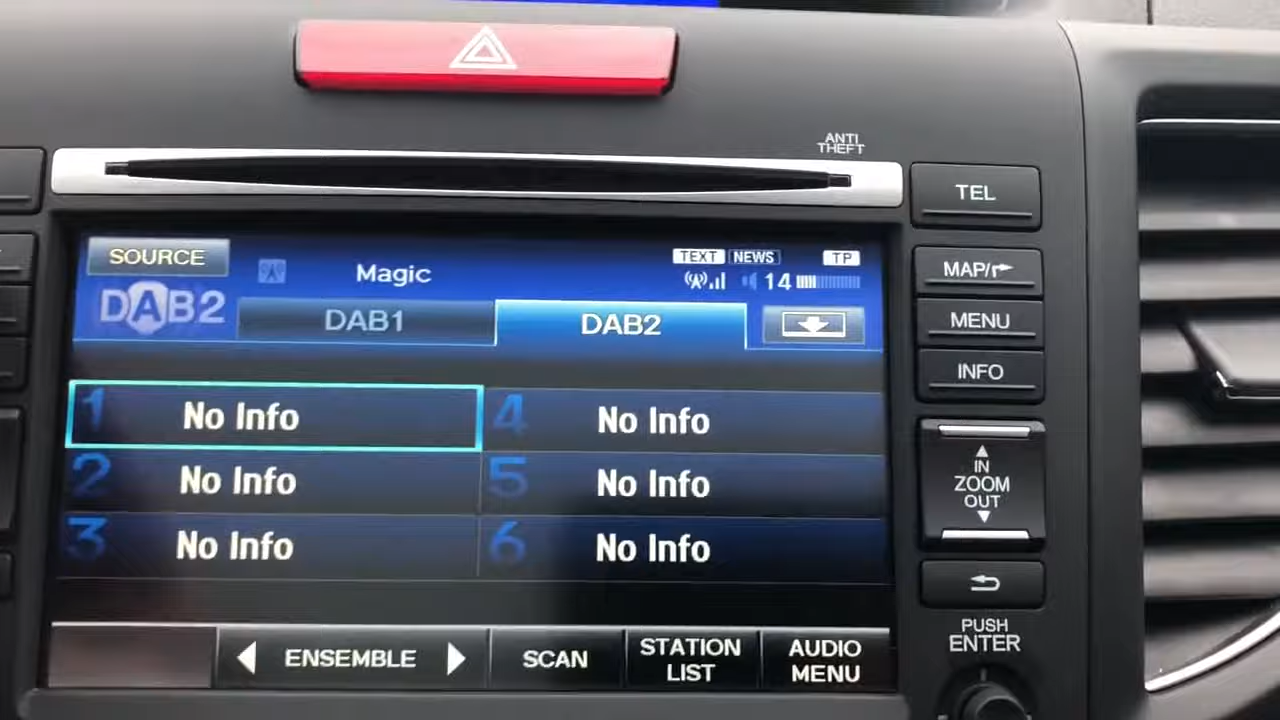 ANTI
THEFT
TEL
SOURCE
Magic
TEXT NEWS TP
14
DAB2
DAB1
DAB2
MAP/
MENU
INFO
1 No Info
4 No Info
2 No Info
5 No Info
3 No Info
6 No Info
IN
ZOOM
OUT
ENSEMBLE
SCAN
STATION
LIST
AUDIO
MENU
PUSH
ENTER